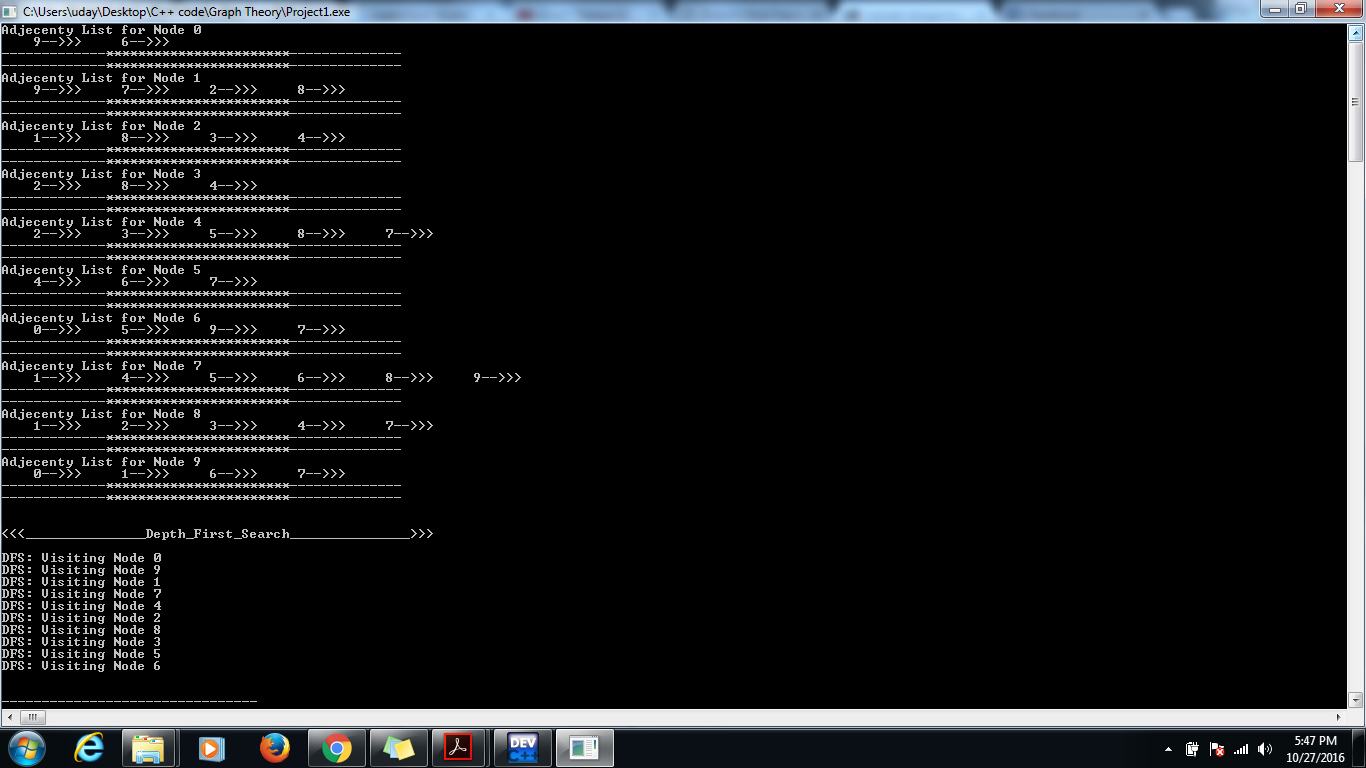 C:\Users\uday\Desktop\C++ code\Graph Theory\Project1.exe
Adjecenty List for Node 0
9-->>> 6-->>>
-------------***********************--------------
-------------***********************--------------
Adjecenty List for Node 1
9-->>> 7-->>> 2-->>> 8-->>>
-------------***********************--------------
-------------***********************--------------
Adjecenty List for Node 2
1-->>> 8-->>> 3-->>> 4-->>>
-------------***********************--------------
-------------***********************--------------
Adjecenty List for Node 3
2-->>> 8-->>> 4-->>>
-------------***********************--------------
-------------***********************--------------
Adjecenty List for Node 4
2-->>> 3-->>> 5-->>> 8-->>> 7-->>>
-------------***********************--------------
-------------***********************--------------
Adjecenty List for Node 5
4-->>> 6-->>> 7-->>>
-------------***********************--------------
-------------***********************--------------
Adjecenty List for Node 6
0-->>> 5-->>> 9-->>> 7-->>>
-------------***********************--------------
-------------***********************--------------
Adjecenty List for Node 7
1-->>> 4-->>> 5-->>> 6-->>> 8-->>> 9-->>>
-------------***********************--------------
-------------***********************--------------
Adjecenty List for Node 8
1-->>> 2-->>> 3-->>> 4-->>> 7-->>>
-------------***********************--------------
-------------***********************--------------
Adjecenty List for Node 9
0-->>> 1-->>> 6-->>> 7-->>>
-------------***********************--------------
-------------***********************--------------
<<<_______________Depth_First_Search_______________>>>
DFS: Visiting Node 0
DFS: Visiting Node 9
DFS: Visiting Node 1
DFS: Visiting Node 7
DFS: Visiting Node 4
DFS: Visiting Node 2
DFS: Visiting Node 8
DFS: Visiting Node 3
DFS: Visiting Node 5
DFS: Visiting Node 6
--------------------------------
DEV
C++
5:47 PM
10/27/2016